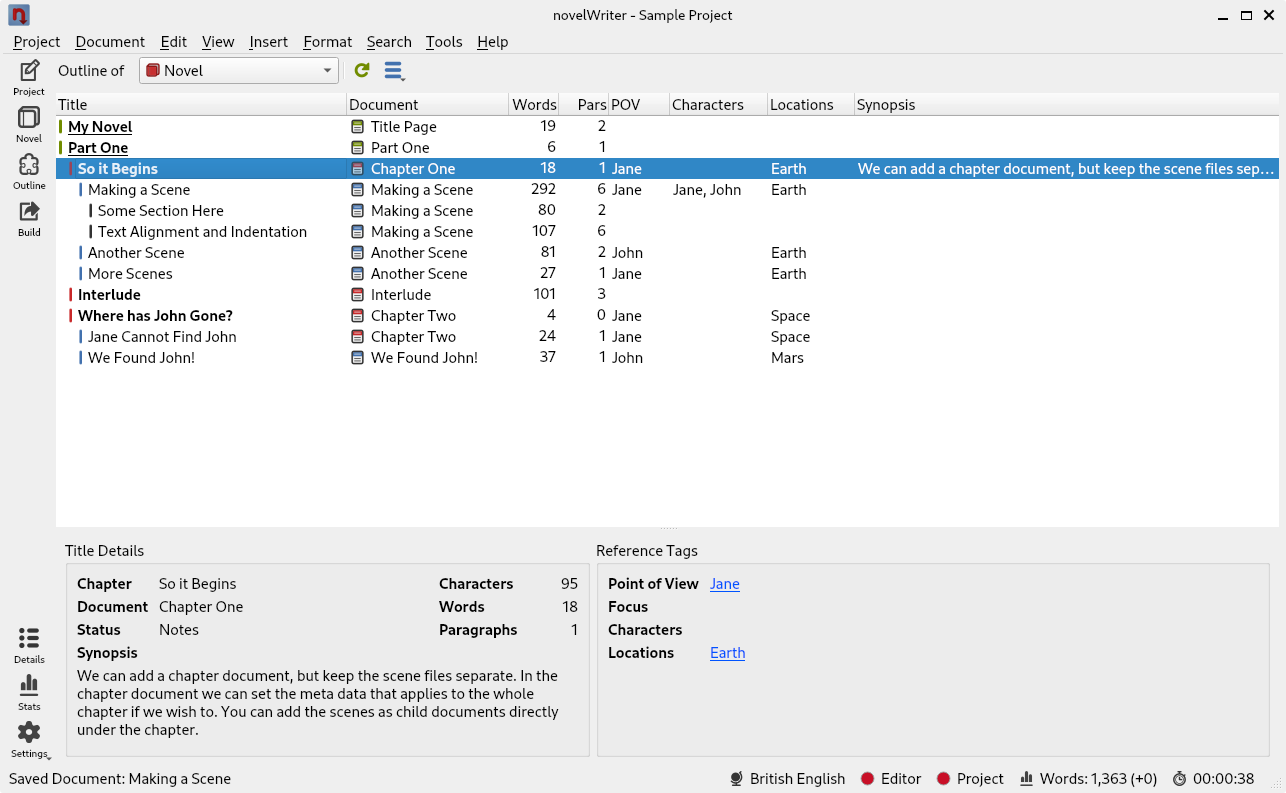 novelWriter - Sample Project
Project Document Edit View Insert Format Search Tools Help
Project
Novel
Outline
Build
Outline of Novel
Title Document Words Pars POV Characters Locations Synopsis
My Novel Title Page 19 2
Part One Part One 6 1
So it Begins Chapter One 18 1 Jane Earth We can add a chapter document, but keep the scene files sep...
Making a Scene Making a Scene 292 6 Jane Jane, John Earth
Some Section Here Making a Scene 80 2
Text Alignment and Indentation Making a Scene 107 6
Another Scene Another Scene 81 2 John Earth
More Scenes Another Scene 27 1 Jane Earth
Interlude Interlude 101 3
Where has John Gone? Chapter Two 4 0 Jane Space
Jane Cannot Find John Chapter Two 24 1 Jane Space
We Found John! We Found John! 37 1 John Mars
Title Details
Chapter So it Begins Characters 95
Document Chapter One Words 18
Status Notes Paragraphs 1
Synopsis
We can add a chapter document, but keep the scene files separate. In the
chapter document we can set the meta data that applies to the whole
chapter if we wish to. You can add the scenes as child documents directly
under the chapter.
Reference Tags
Point of View Jane
Focus
Characters
Locations Earth
Details
Stats
Settings
Saved Document: Making a Scene British English Editor Project Words: 1,363 (+0) 00:00:38